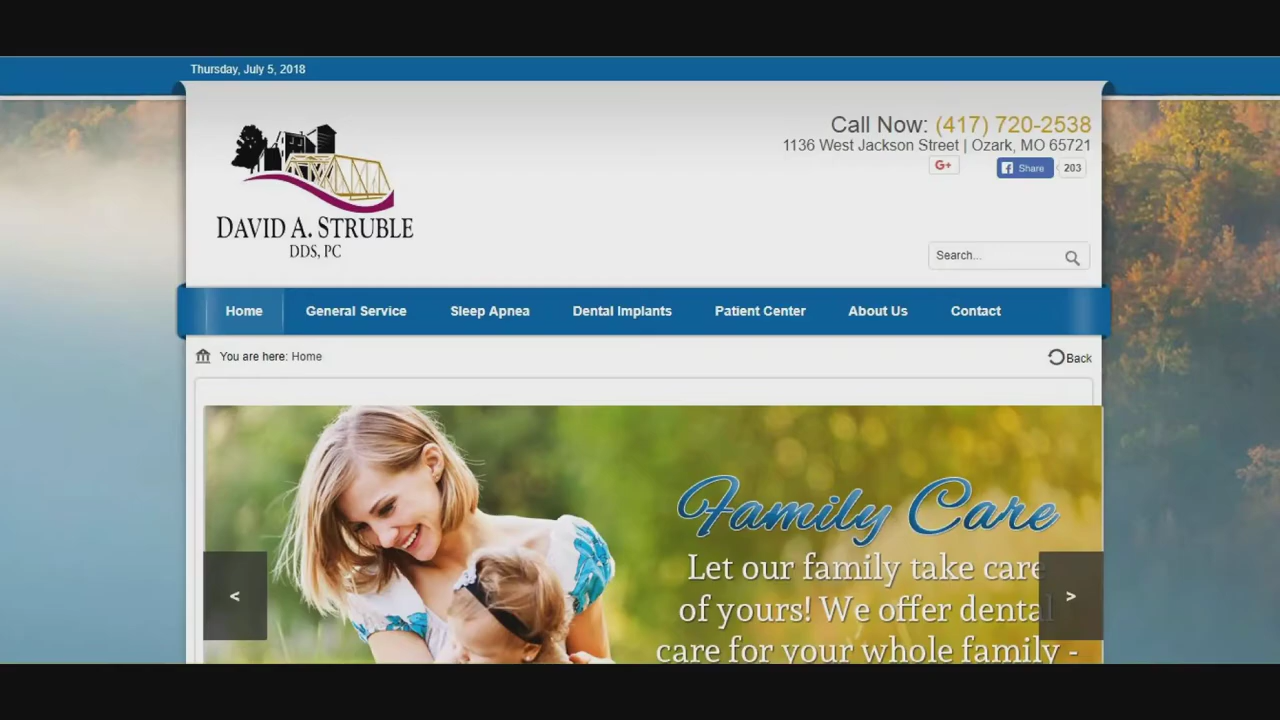 Thursday, July 5, 2018
DAVID A. STRUBLE
DDS, PC
Call Now: (417) 720-2538
1136 West Jackson Street | Ozark, MO 65721
G+
Share 203
Search...
Home General Service Sleep Apnea Dental Implants Patient Center About Us Contact
You are here: Home
Back
Family Care
Let our family take care
of yours! We offer dental
care for your whole family -
< >